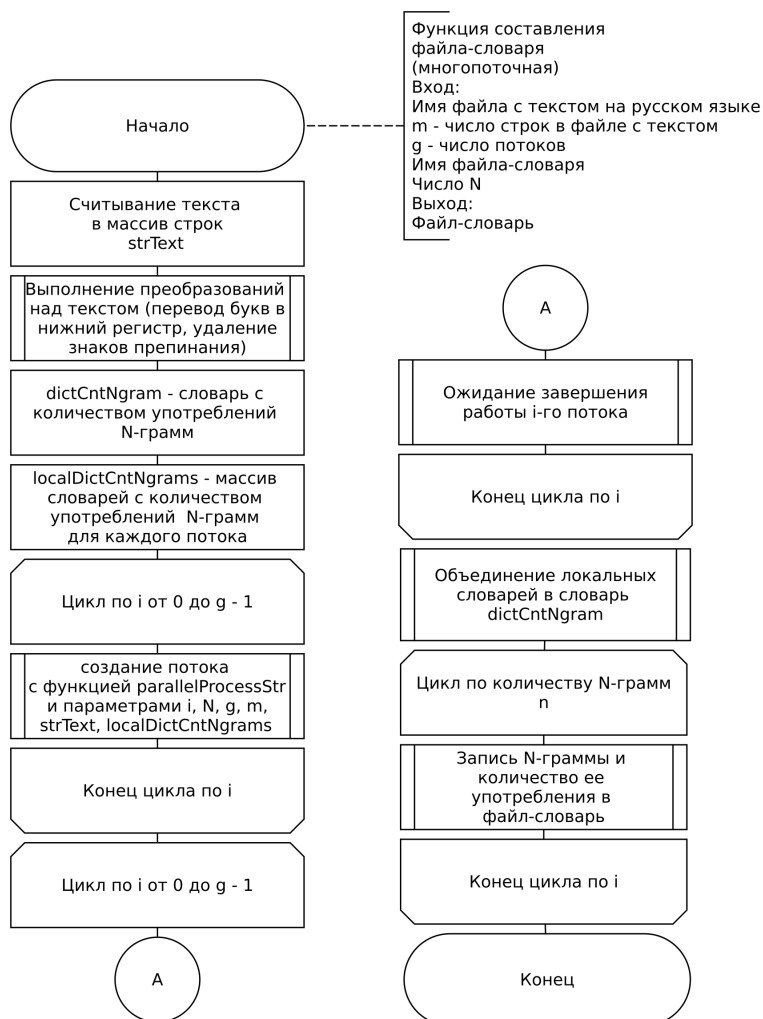 Функция составления
файла-словаря
(многопоточная)
Вход:
Имя файла с текстом на русском языке
m - число строк в файле с текстом
g - число потоков
Имя файла-словаря
Число N
Выход:
Файл-словарь
Начало
Считывание текста
в массив строк
strText
Выполнение преобразований
над текстом (перевод букв в
нижний регистр, удаление
знаков препинания)
dictCntNgram - словарь с
количеством употреблений
N-грамм
localDictCntNgrams - массив
словарей с количеством
употреблений N-грамм
для каждого потока
Цикл по i от 0 до g - 1
создание потока
с функцией parallelProcessStr
и параметрами i, N, g, m,
strText, localDictCntNgrams
Конец цикла по i
Цикл по i от 0 до g - 1
A
A
Ожидание завершения
работы i-го потока
Конец цикла по i
Объединение локальных
словарей в словарь
dictCntNgram
Цикл по количеству N-грамм
n
Запись N-граммы и
количество ее
употребления в
файл-словарь
Конец цикла по i
Конец